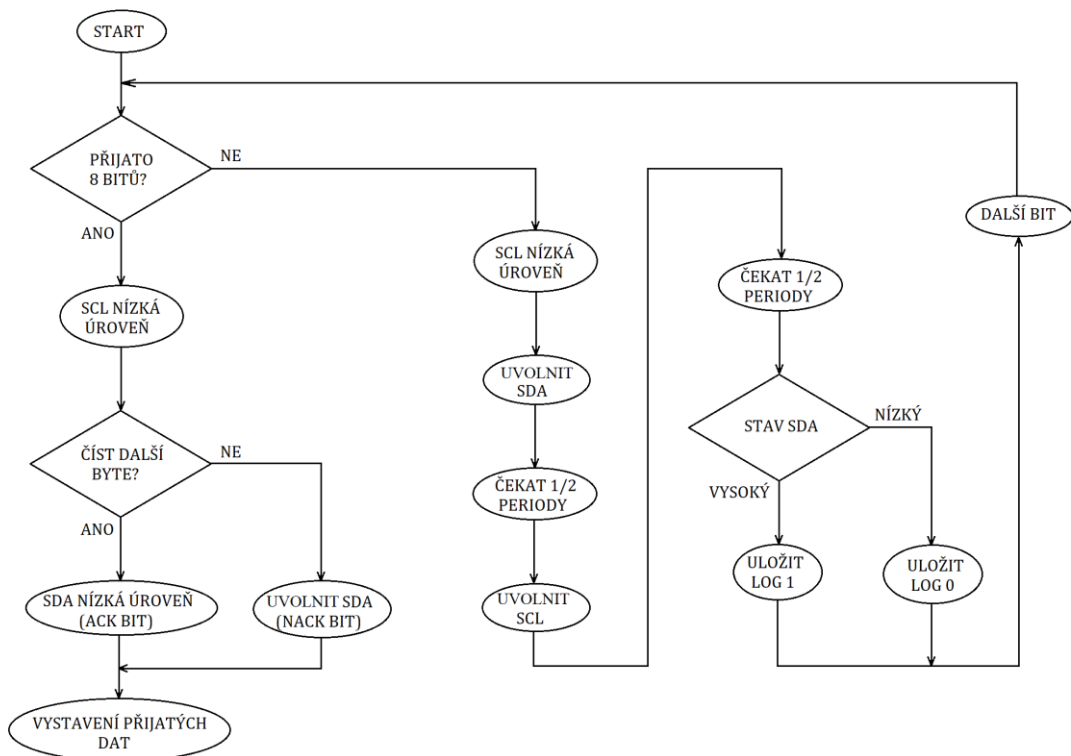 START
PŘIJATO
8 BITŮ?
NE
ANO
SCL NÍZKÁ
ÚROVEŇ
ČÍST DALŠÍ
BYTE?
NE
ANO
SDA NÍZKÁ ÚROVEŇ
(ACK BIT)
UVOLNIT SDA
(NACK BIT)
VYSTAVENÍ PŘIJATÝCH
DAT
SCL NÍZKÁ
ÚROVEŇ
UVOLNIT
SDA
ČEKAT 1/2
PERIODY
UVOLNIT
SCL
ČEKAT 1/2
PERIODY
STAV SDA
NÍZKÝ
VYSOKÝ
ULOŽIT
LOG 1
ULOŽIT
LOG 0
DALŠÍ BIT